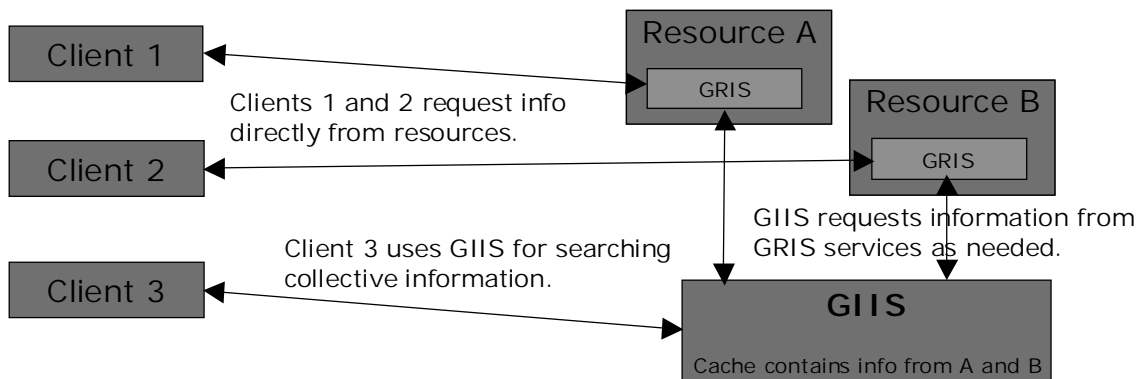 Client 1
Resource A
GRIS
Clients 1 and 2 request info
directly from resources.
Resource B
GRIS
Client 2
GIIS requests information from
GRIS services as needed.
Client 3 uses GIIS for searching
collective information.
Client 3
GIIS
Cache contains info from A and B